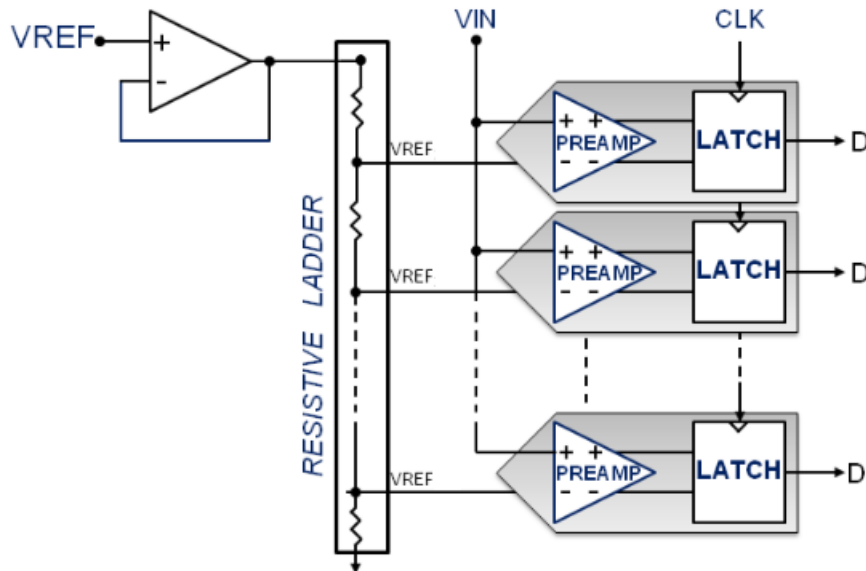 VREF
+
-
VIN
CLK
+ +
PREAMP
- -
LATCH
D
VREF
+ +
PREAMP
- -
LATCH
D
VREF
RESISTIVE LADDER
+ +
PREAMP
- -
LATCH
D
VREF